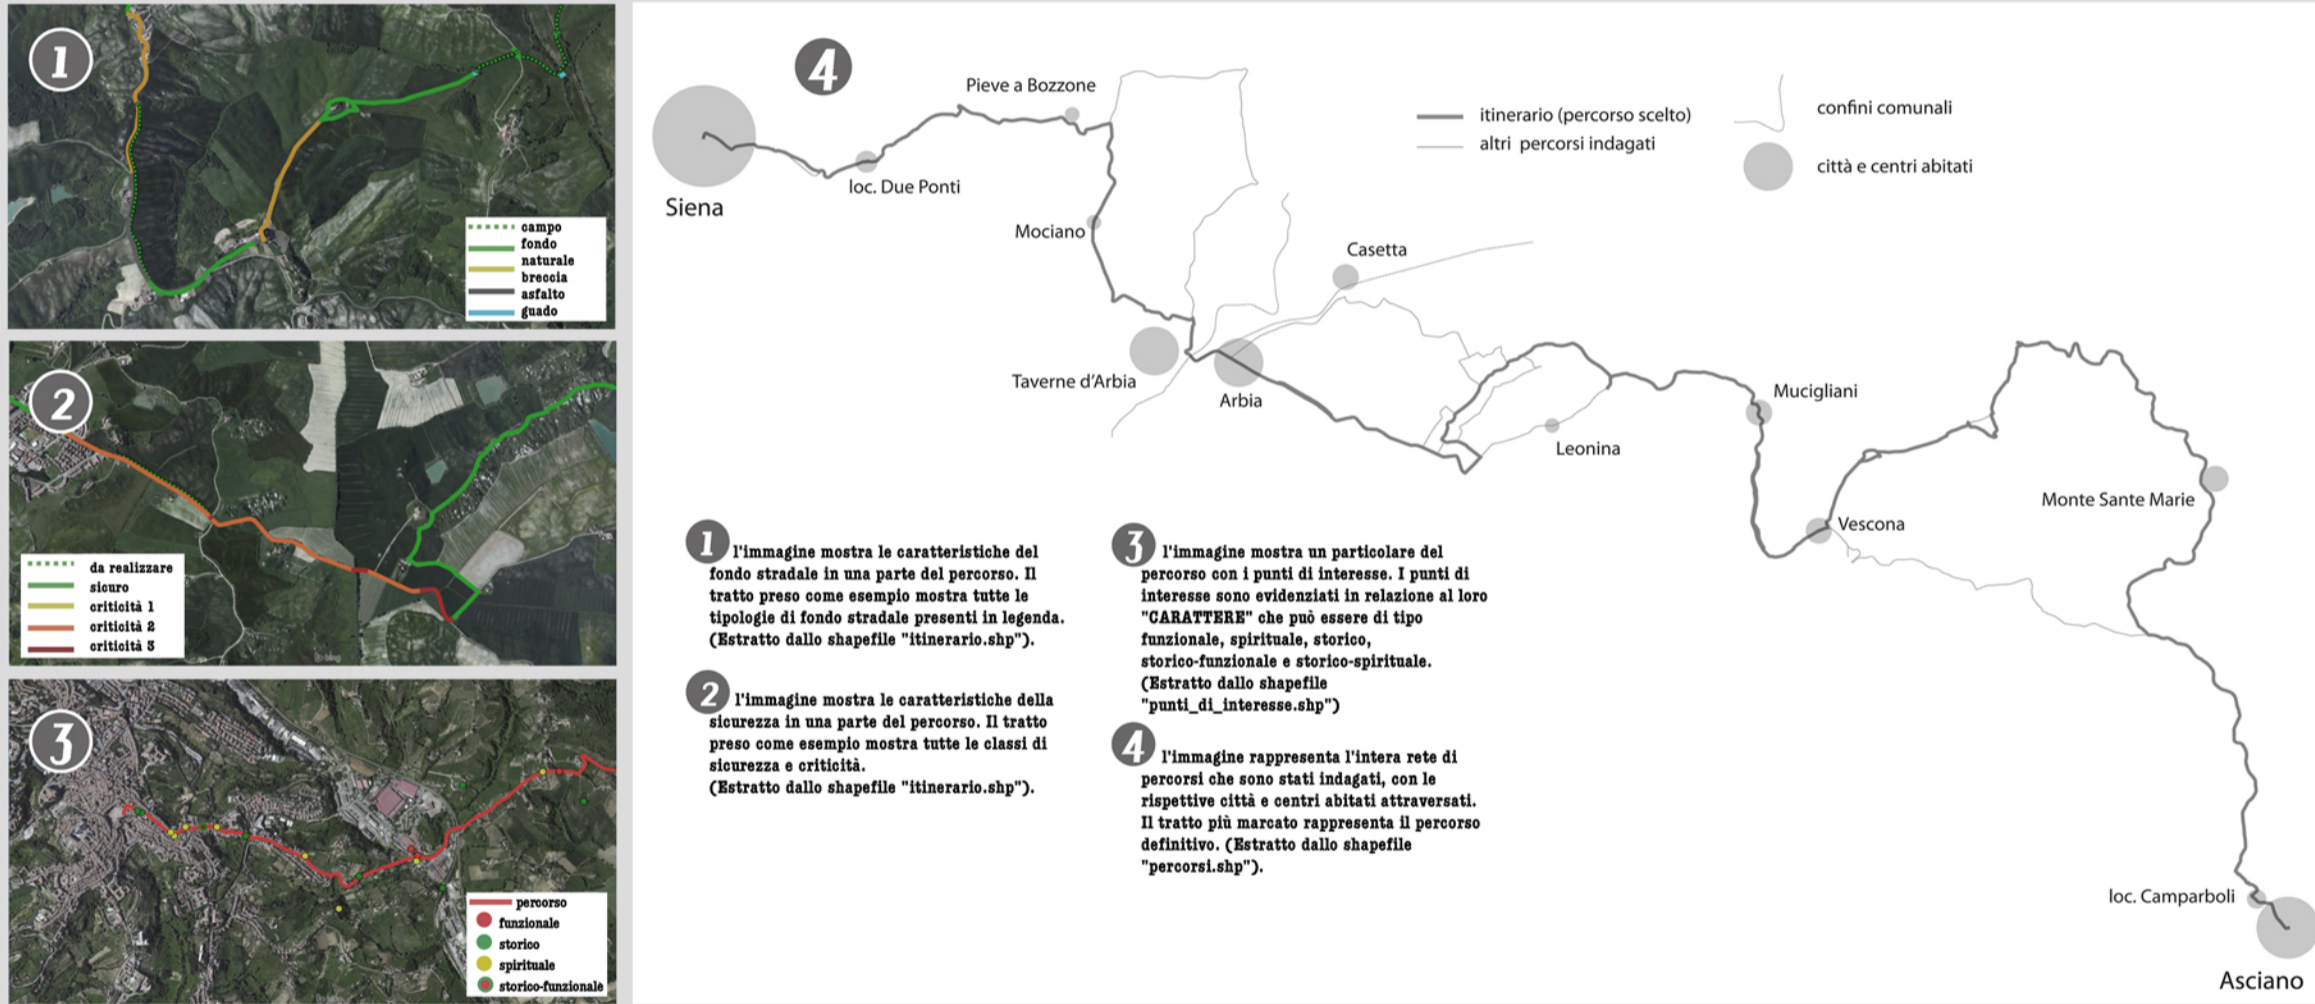 1
campo
fondo
naturale
breccia
asfalto
guado
2
da realizzare
sicuro
criticità 1
criticità 2
criticità 3
3
percorso
funzionale
storico
spirituale
storico-funzionale
4
Pieve a Bozzone
Siena
loc. Due Ponti
Mociano
Casetta
Taverne d'Arbia
Arbia
Leonina
Mucigliani
Vescona
Monte Sante Marie
loc. Camparboli
Asciano
itinerario (percorso scelto)
altri percorsi indagati
confini comunali
città e centri abitati
1 l'immagine mostra le caratteristiche del
fondo stradale in una parte del percorso. Il
tratto preso come esempio mostra tutte le
tipologie di fondo stradale presenti in legenda.
(Estratto dallo shapefile "itinerario.shp").
2 l'immagine mostra le caratteristiche della
sicurezza in una parte del percorso. Il tratto
preso come esempio mostra tutte le classi di
sicurezza e criticità.
(Estratto dallo shapefile "itinerario.shp").
3 l'immagine mostra un particolare del
percorso con i punti di interesse. I punti di
interesse sono evidenziati in relazione al loro
"CARATTERE" che può essere di tipo
funzionale, spirituale, storico,
storico-funzionale e storico-spirituale.
(Estratto dallo shapefile
"punti_di_interesse.shp")
4 l'immagine rappresenta l'intera rete di
percorsi che sono stati indagati, con le
rispettive città e centri abitati attraversati.
Il tratto più marcato rappresenta il percorso
definitivo. (Estratto dallo shapefile
"percorsi.shp").